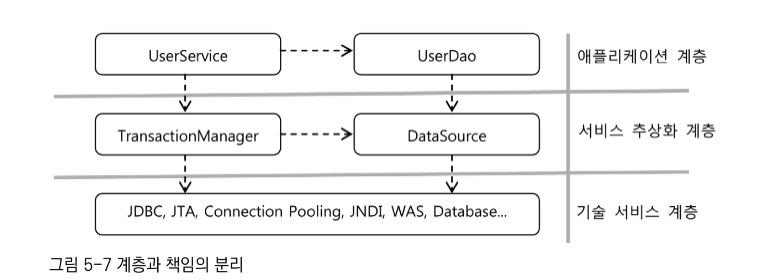 UserService
UserDao
애플리케이션 계층
TransactionManager
DataSource
서비스 추상화 계층
JDBC, JTA, Connection Pooling, JNDI, WAS, Database...
기술 서비스 계층
그림 5-7 계층과 책임의 분리